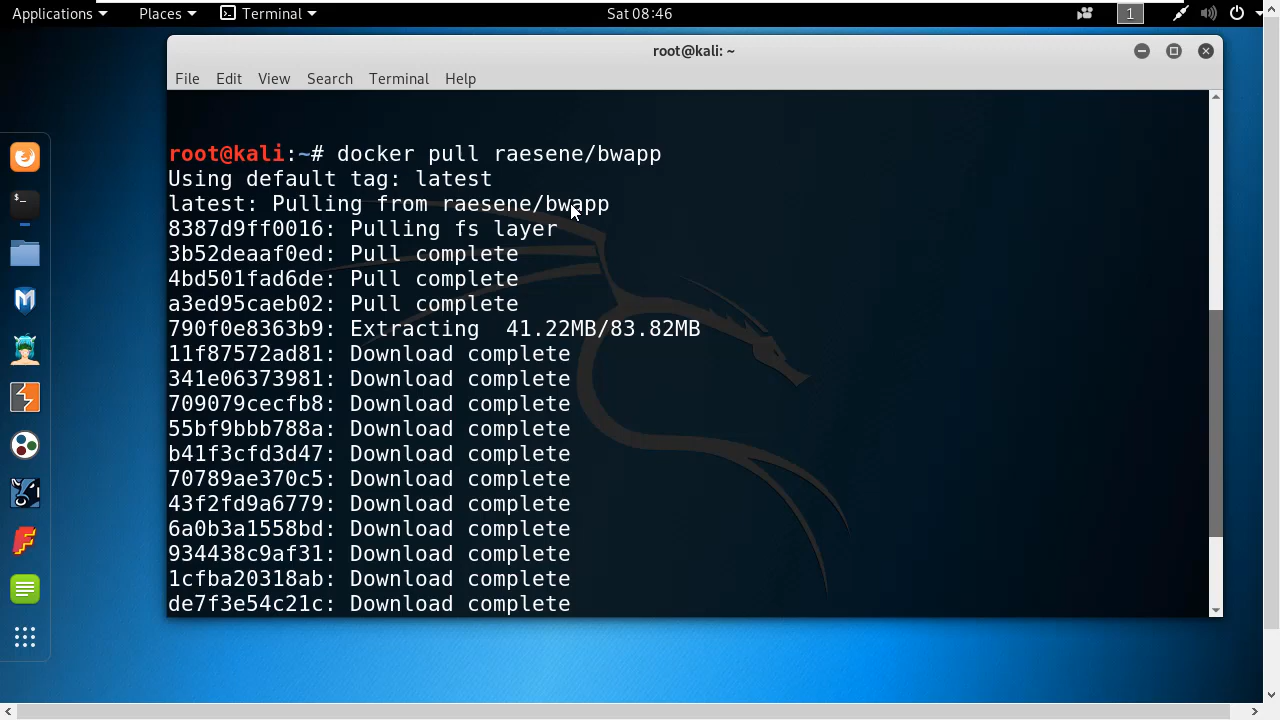 Applications Places Terminal Sat 08:46 1
root@kali: ~
File Edit View Search Terminal Help
root@kali:~# docker pull raesene/bwapp
Using default tag: latest
latest: Pulling from raesene/bwapp
8387d9ff0016: Pulling fs layer
3b52deaaf0ed: Pull complete
4bd501fad6de: Pull complete
a3ed95caeb02: Pull complete
790f0e8363b9: Extracting  41.22MB/83.82MB
11f87572ad81: Download complete
341e06373981: Download complete
709079cecfb8: Download complete
55bf9bbb788a: Download complete
b41f3cfd3d47: Download complete
70789ae370c5: Download complete
43f2fd9a6779: Download complete
6a0b3a1558bd: Download complete
934438c9af31: Download complete
1cfba20318ab: Download complete
de7f3e54c21c: Download complete